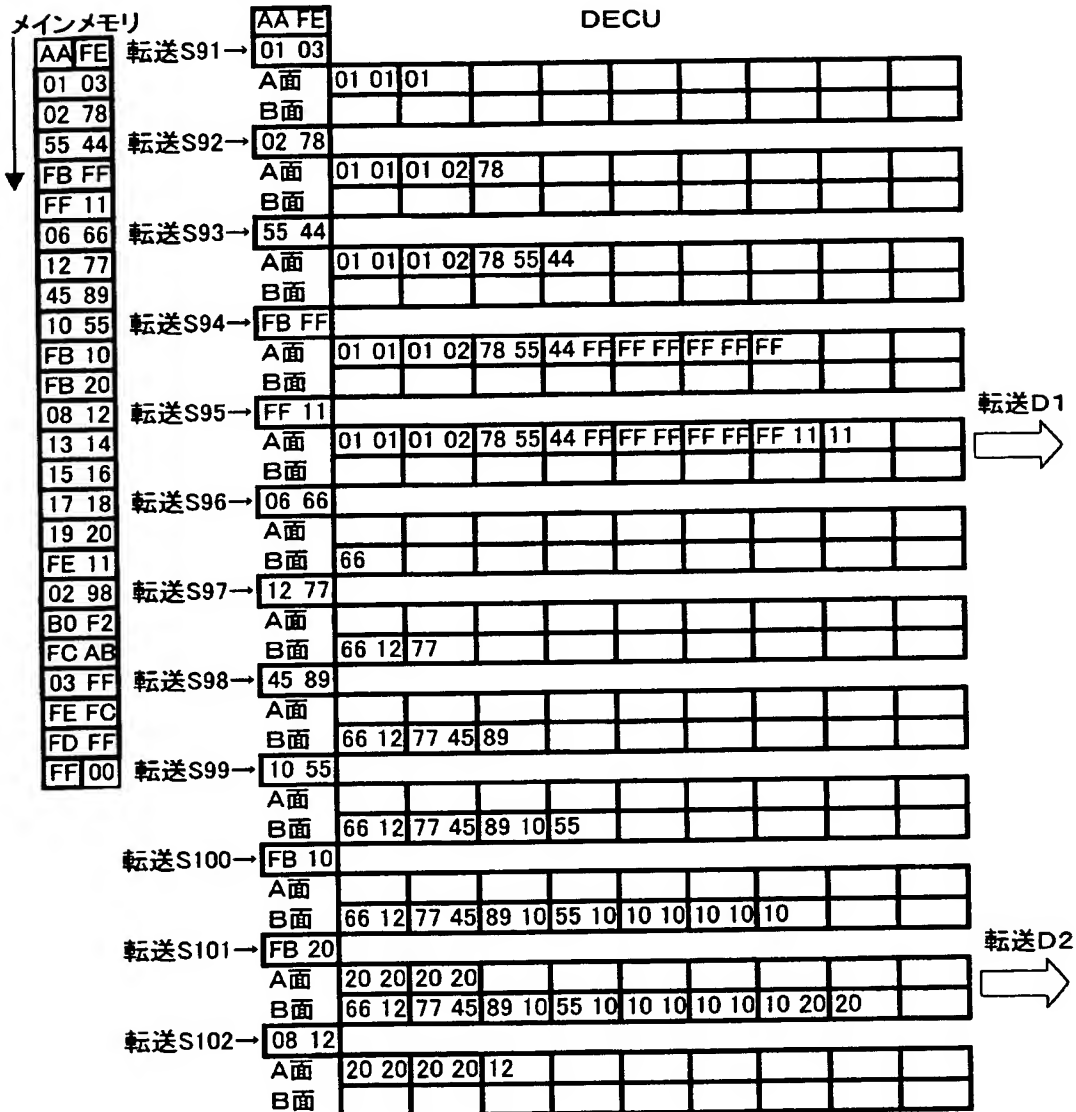 メインメモリ
AA FE
01 03
02 78
55 44
FB FF
FF 11
06 66
12 77
45 89
10 55
FB 10
FB 20
08 12
13 14
15 16
17 18
19 20
FE 11
02 98
B0 F2
FC AB
03 FF
FE FC
FD FF
FF 00
DECU
AA FE
転送S91→ 01 03
A面 01 01 01
B面
転送S92→ 02 78
A面 01 01 01 02 78
B面
転送S93→ 55 44
A面 01 01 01 02 78 55 44
B面
転送S94→ FB FF
A面 01 01 01 02 78 55 44 FF FF FF FF FF FF
B面
転送S95→ FF 11
A面 01 01 01 02 78 55 44 FF FF FF FF FF FF 11 11
B面
転送D1
転送S96→ 06 66
A面
B面 66
転送S97→ 12 77
A面
B面 66 12 77
転送S98→ 45 89
A面
B面 66 12 77 45 89
転送S99→ 10 55
A面
B面 66 12 77 45 89 10 55
転送S100→ FB 10
A面
B面 66 12 77 45 89 10 55 10 10 10 10 10 10
転送S101→ FB 20
A面 20 20 20 20
B面 66 12 77 45 89 10 55 10 10 10 10 10 10 20 20
転送D2
転送S102→ 08 12
A面 20 20 20 20 12
B面